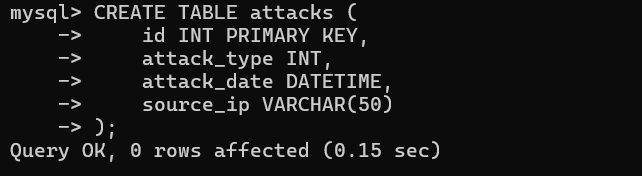 mysql> CREATE TABLE attacks (
    ->     id INT PRIMARY KEY,
    ->     attack_type INT,
    ->     attack_date DATETIME,
    ->     source_ip VARCHAR(50)
    -> );
Query OK, 0 rows affected (0.15 sec)